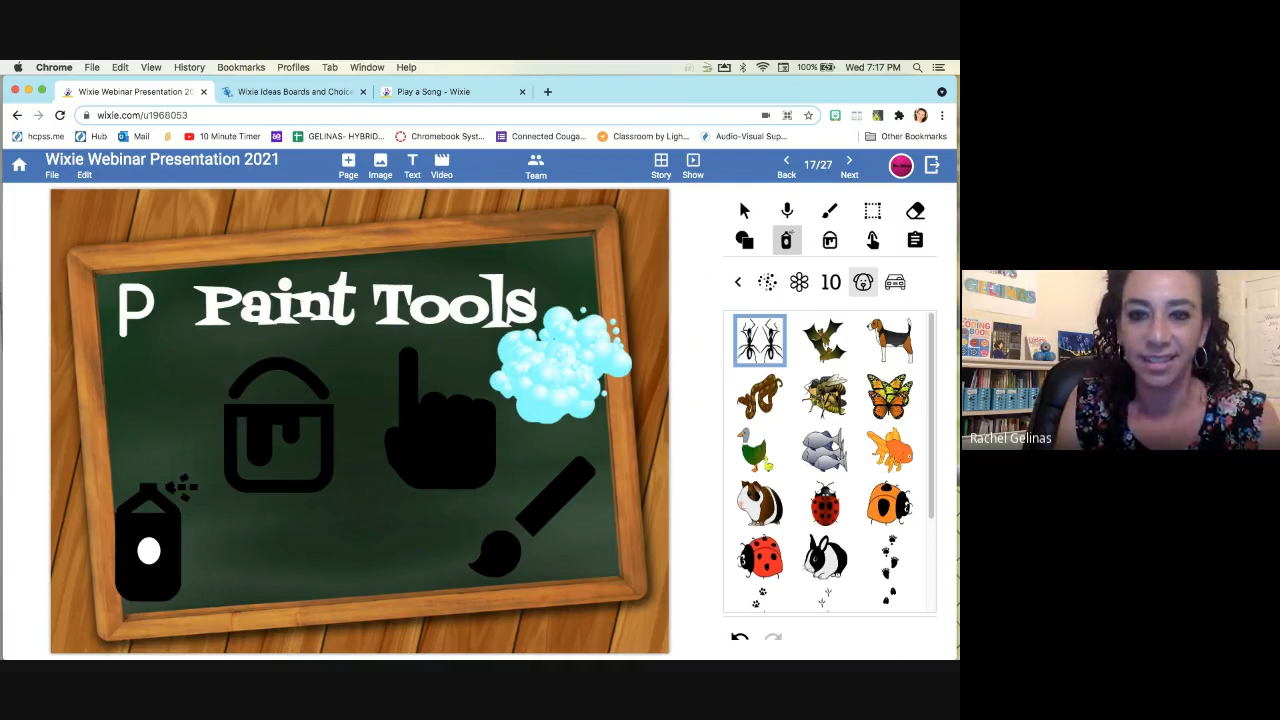 Chrome File Edit View History Bookmarks Profiles Tab Window Help 100% Wed 7:17 PM
Wixie Webinar Presentation 20 Wixie Ideas Boards and Choice Play a Song - Wixie
wixie.com/u1968053
hcpss.me Hub Mail 10 Minute Timer GELINAS- HYBRID... Chromebook Syst... Connected Couga... Classroom by Ligh... Audio-Visual Sup... Other Bookmarks
Wixie Webinar Presentation 2021
File Edit Page Image Text Video Team Story Show Back 17/27 Next
10
P Paint Tools
Rachel Gelinas